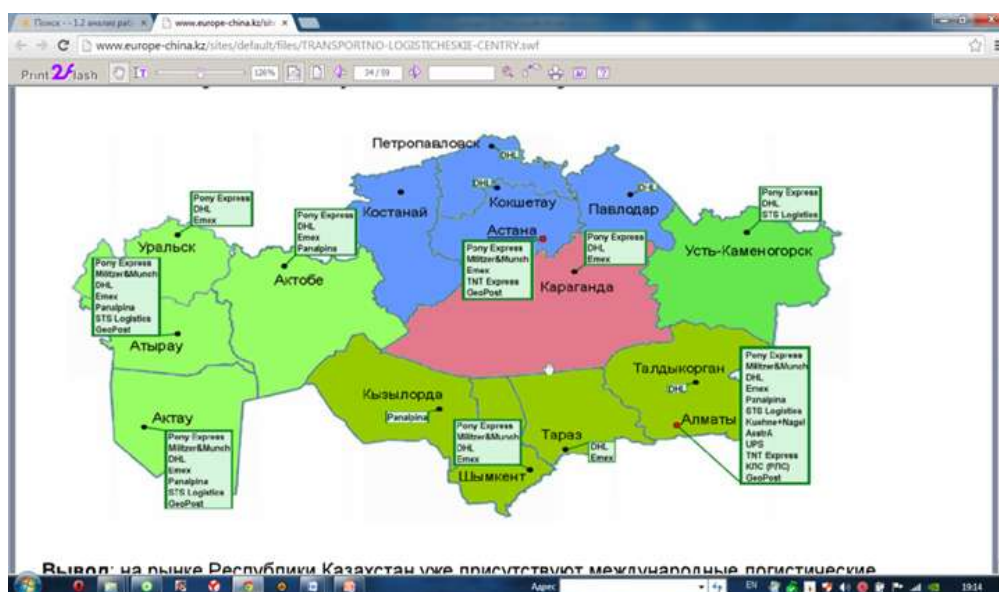 Поиск - - 1.2 анализ рабо
www.europe-china.kz/site
www.europe-china.kz/sites/default/files/TRANSPORTNO-LOGISTICHESKIE-CENTRY.swf
Print2flash
126%
34 / 59
Петропавловск
DHL
DHL
DHL
Костанай
Кокшетау
Павлодар
Астана
Pony Express
Militzer&Munch
Emex
TNT Express
GeoPost
Pony Express
DHL
Emex
Караганда
Pony Express
DHL
STS Logistics
Усть-Каменогорск
Pony Express
DHL
Emex
Уральск
Pony Express
DHL
Emex
Panalpina
Актобе
Pony Express
Militzer&Munch
DHL
Emex
Panalpina
STS Logistics
GeoPost
Атырау
Актау
Pony Express
Militzer&Munch
DHL
Emex
Panalpina
STS Logistics
GeoPost
Кызылорда
Panalpina
Pony Express
Militzer&Munch
DHL
Emex
Шымкент
Тараз
DHL
Emex
Талдыкорган
DHL
Алматы
Pony Express
Militzer&Munch
DHL
Emex
Panalpina
STS Logistics
Kuehne+Nagel
AsstrA
UPS
TNT Express
КЛС (РЛС)
GeoPost
Вывод: на рынке Республики Казахстан уже присутствуют международные логистические
Адрес
EN
19:14